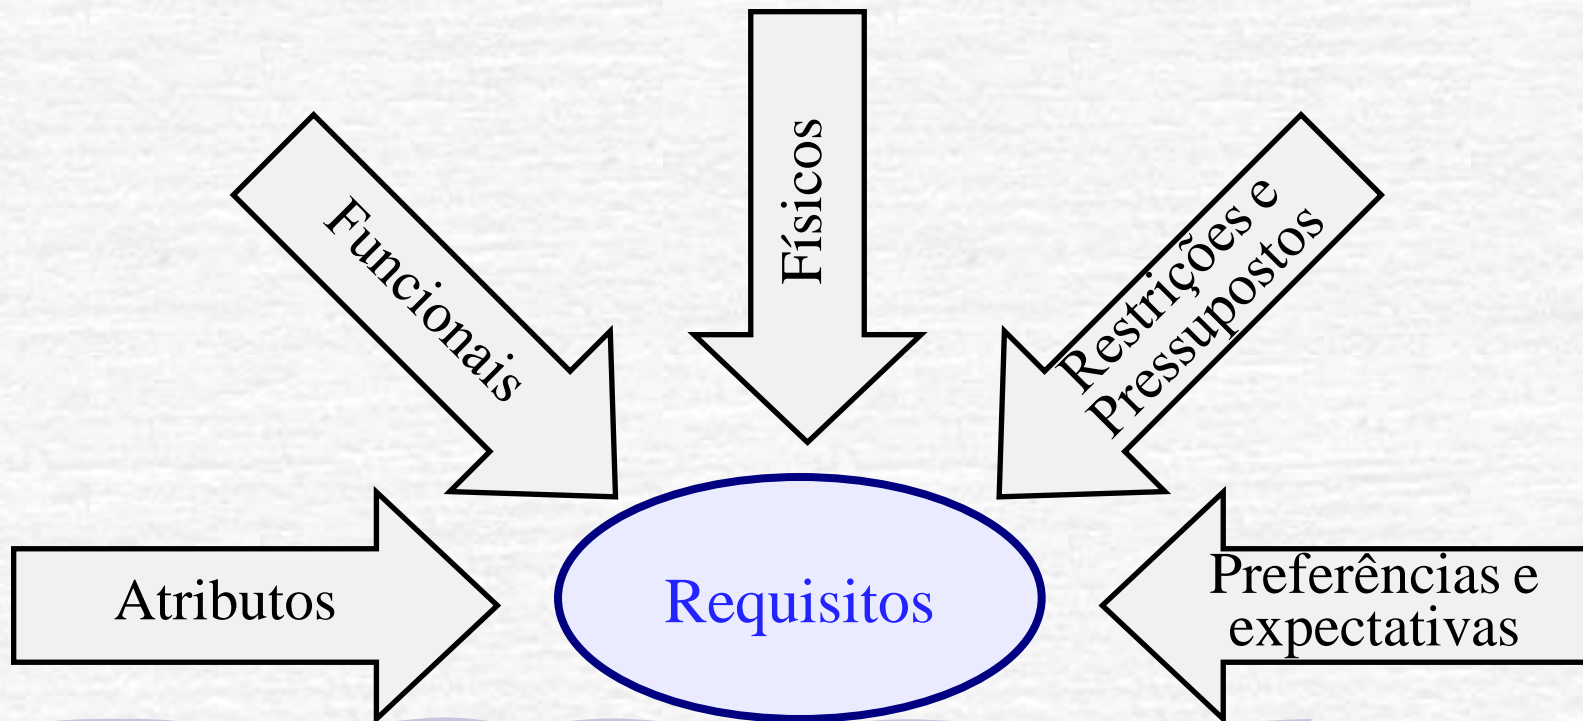 Físicos
Funcionais
Restrições e
Pressupostos
Atributos
Requisitos
Preferências e
expectativas